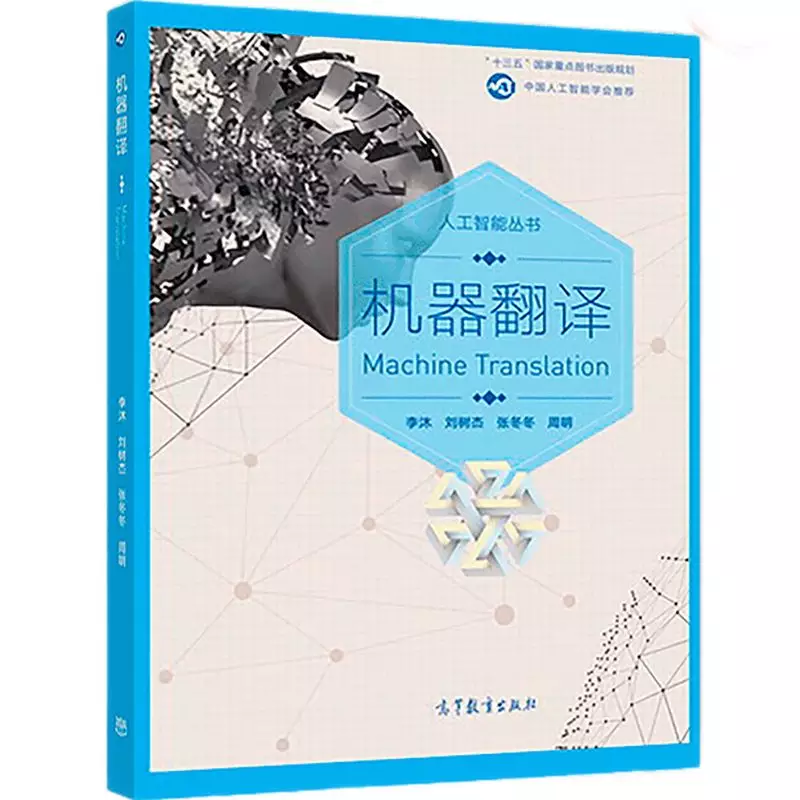 机器翻译
Machine
Translation
李沐 刘树杰 张冬冬 周明
“十三五”国家重点图书出版规划
中国人工智能学会推荐
人工智能丛书
机器翻译
Machine Translation
李沐 刘树杰 张冬冬 周明
高等教育出版社